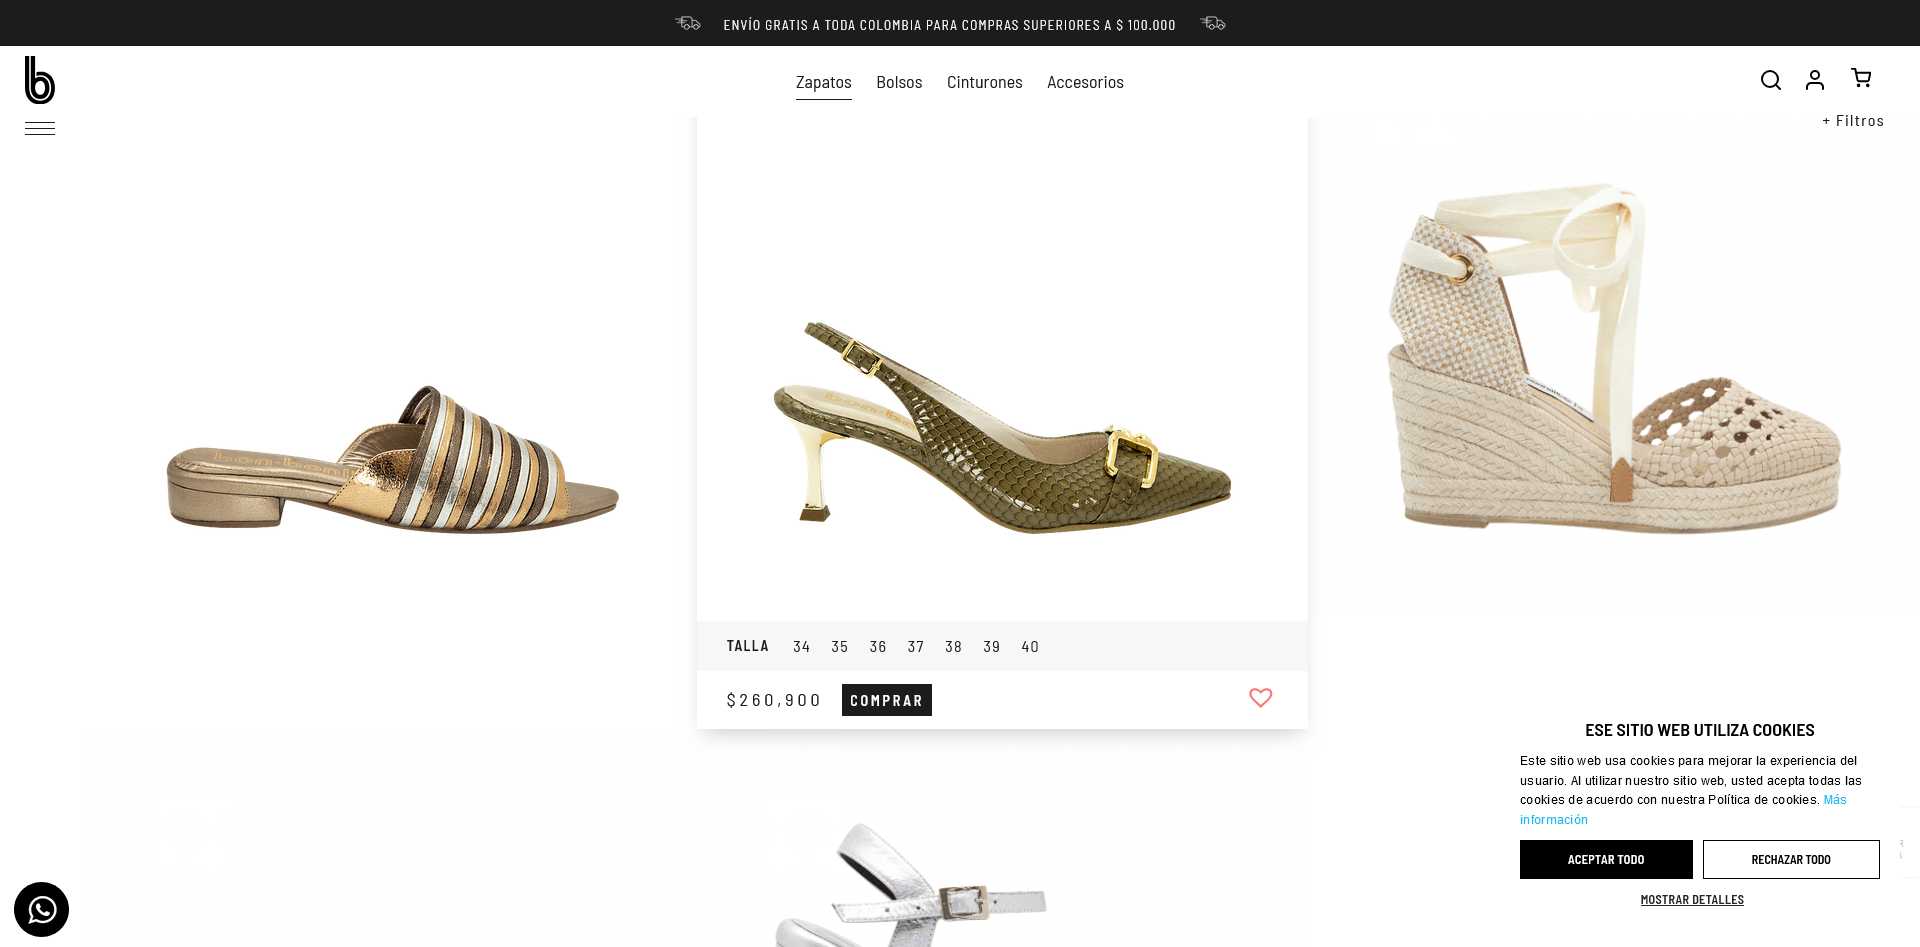 ENVÍO GRATIS A TODA COLOMBIA PARA COMPRAS SUPERIORES A $ 100.000
b
Zapatos Bolsos Cinturones Accesorios
+ Filtros
TALLA 34 35 36 37 38 39 40
$260,900 COMPRAR
ESE SITIO WEB UTILIZA COOKIES
Este sitio web usa cookies para mejorar la experiencia del
usuario. Al utilizar nuestro sitio web, usted acepta todas las
cookies de acuerdo con nuestra Política de cookies. Más
información
ACEPTAR TODO RECHAZAR TODO
MOSTRAR DETALLES